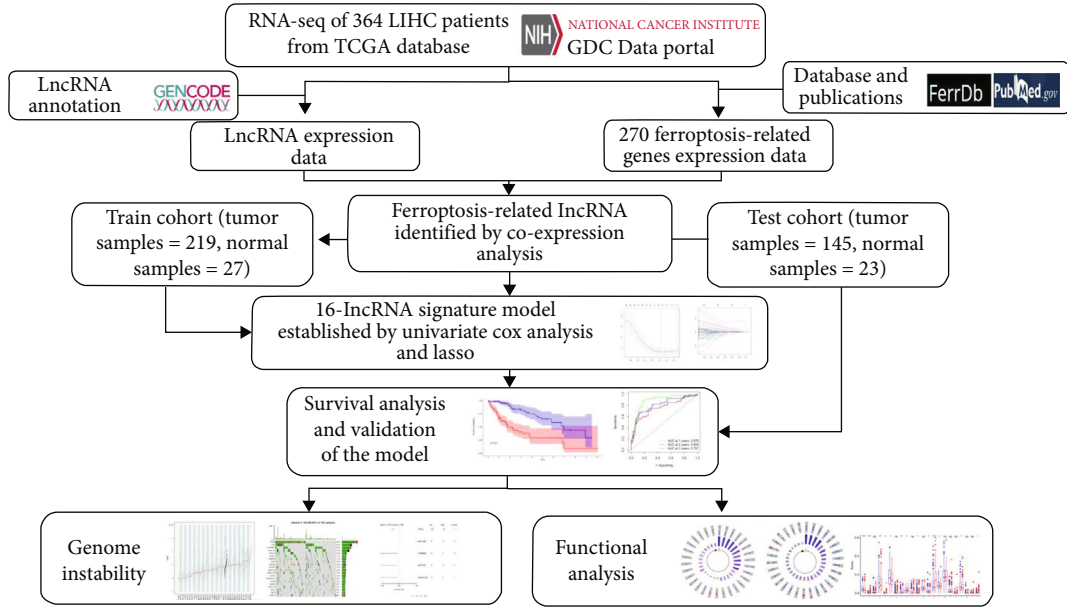 RNA-seq of 364 LIHC patients
from TCGA database
NIH
NATIONAL CANCER INSTITUTE
GDC Data portal
LncRNA
annotation
GENCODE
Database and
publications
FerrDb
PubMed.gov
LncRNA expression
data
270 ferroptosis-related
genes expression data
Train cohort (tumor
samples = 219, normal
samples = 27)
Ferroptosis-related lncRNA
identified by co-expression
analysis
Test cohort (tumor
samples = 145, normal
samples = 23)
16-lncRNA signature model
established by univariate cox analysis
and lasso
Survival analysis
and validation
of the model
Genome
instability
Functional
analysis